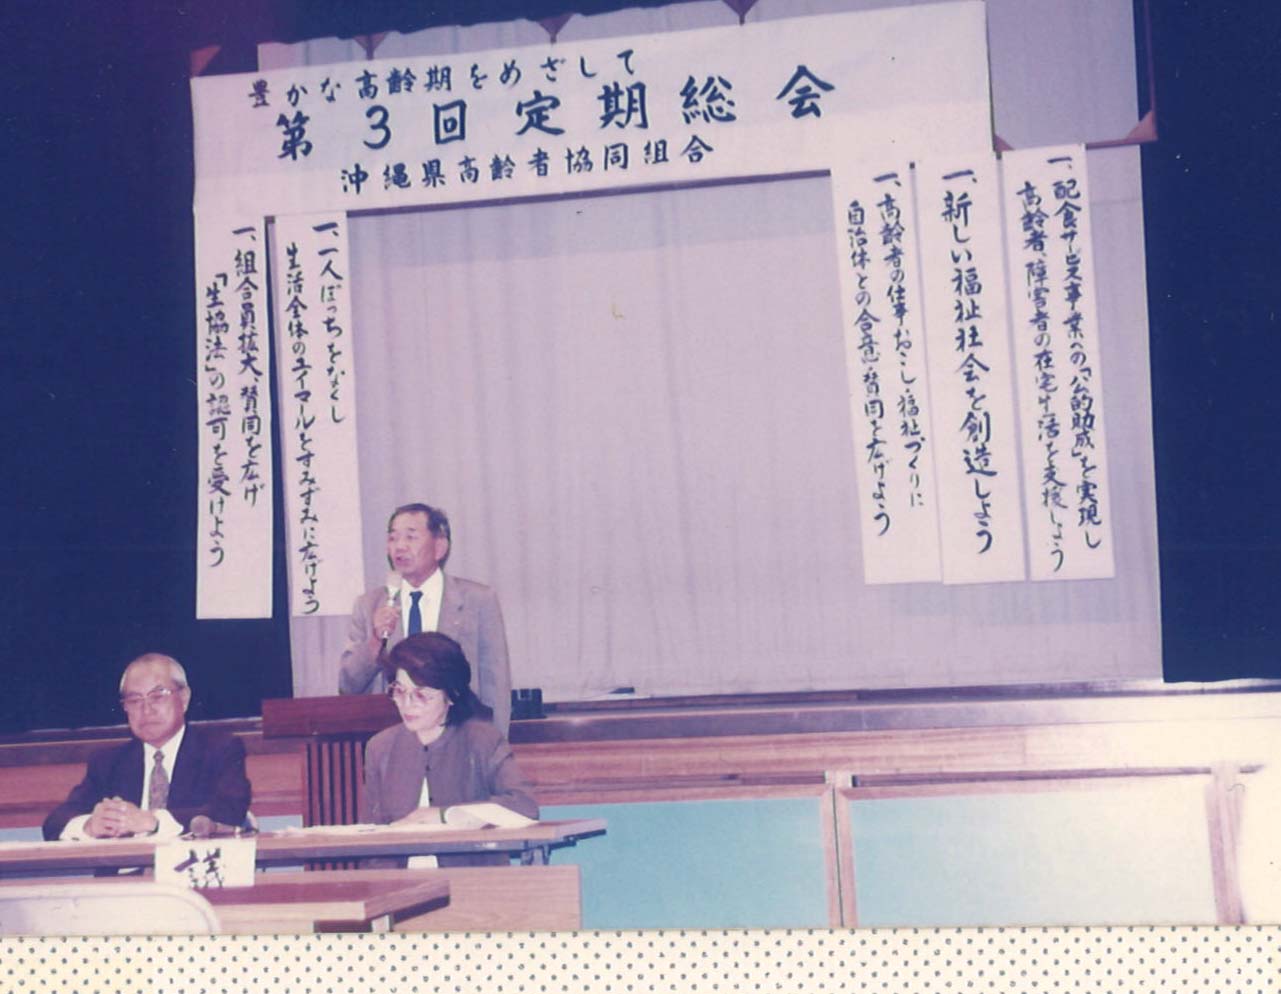 豊かな高齢期をめざして
第3回定期総会
沖縄県高齢者協同組合
一、配食サービス事業への「公的助成」を実現し
高齢者、障害者の在宅生活を支援しよう
一、新しい福祉社会を創造しよう
一、高齢者の仕事おこし・福祉づくりに
自治体との合意・賛同を広げよう
一、一人ぼっちをなくし
生活全体のユイマールをすみずみに広げよう
一、組合員拡大、賛同を広げ
「生協法」の認可を受けよう
議